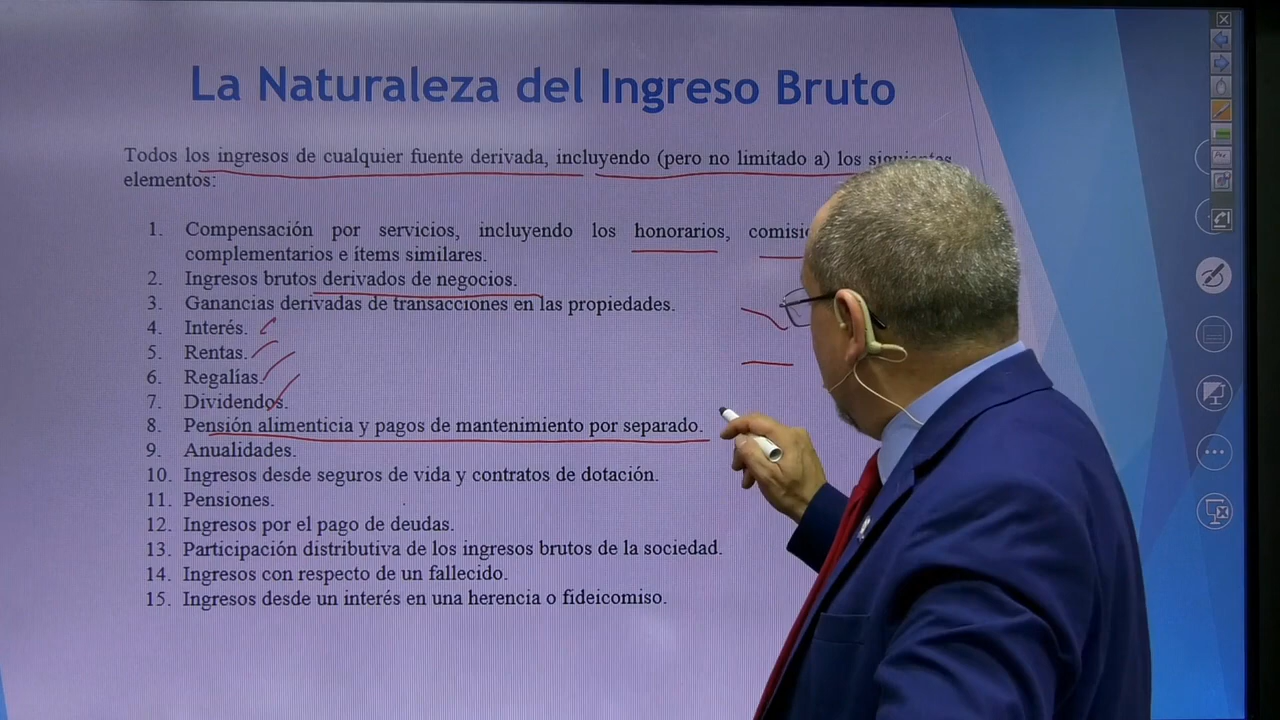 La Naturaleza del Ingreso Bruto
Todos los ingresos de cualquier fuente derivada, incluyendo (pero no limitado a) los siguientes
elementos:
1. Compensación por servicios, incluyendo los honorarios,
complementarios e ítems similares.
2. Ingresos brutos derivados de negocios.
3. Ganancias derivadas de transacciones en las propiedades.
4. Interés.
5. Rentas.
6. Regalías.
7. Dividendos.
8. Pensión alimenticia y pagos de mantenimiento por separado.
9. Anualidades.
10. Ingresos desde seguros de vida y contratos de dotación.
11. Pensiones.
12. Ingresos por el pago de deudas.
13. Participación distributiva de los ingresos brutos de la sociedad.
14. Ingresos con respecto de un fallecido.
15. Ingresos desde un interés en una herencia o fideicomiso.